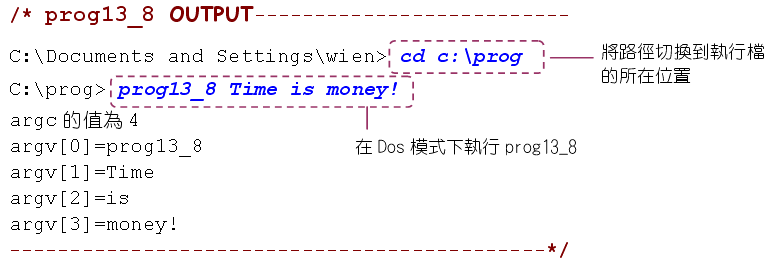 /* prog13_8 OUTPUT---------------------------
C:\Documents and Settings\wien> cd c:\prog
將路徑切換到執行檔
的所在位置
C:\prog> prog13_8 Time is money!
argc 的值為 4
argv[0]=prog13_8
在 Dos 模式下執行 prog13_8
argv[1]=Time
argv[2]=is
argv[3]=money!
---------------------------------------------*/